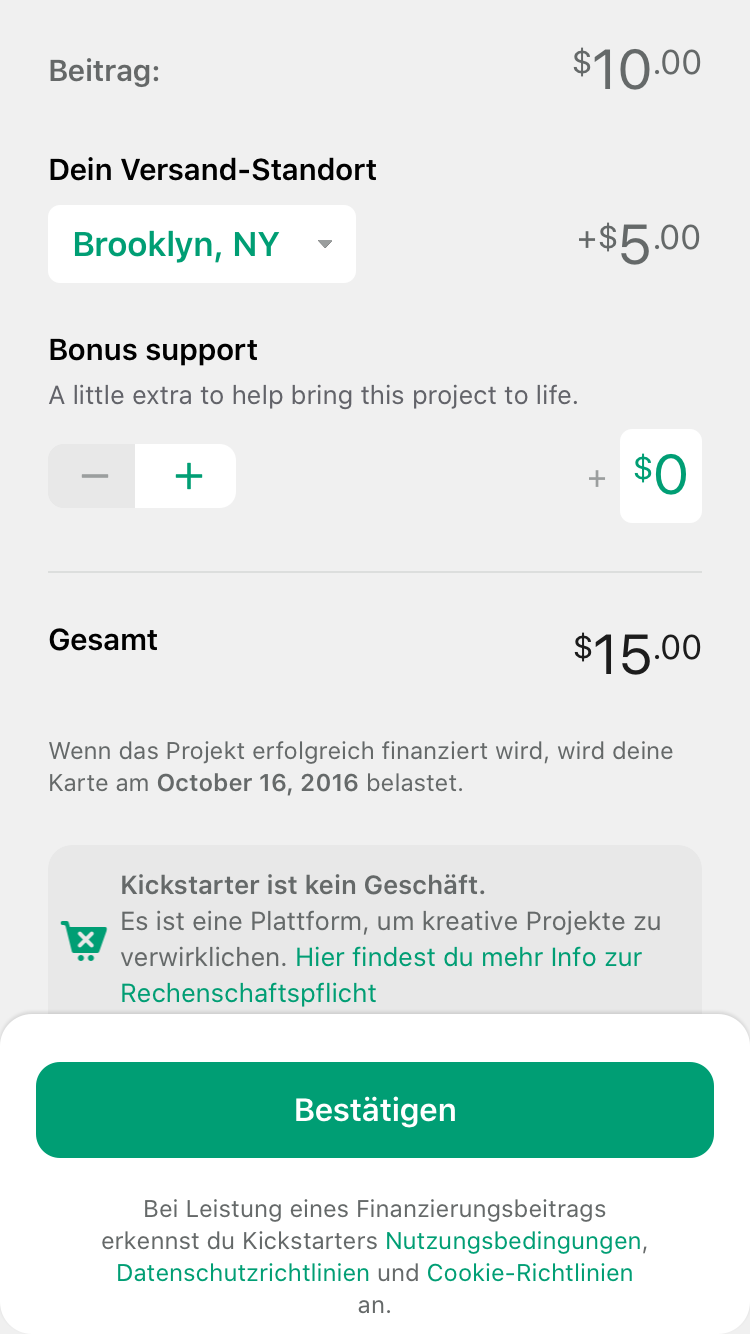 Beitrag: $10.00
Dein Versand-Standort
Brooklyn, NY +$5.00
Bonus support
A little extra to help bring this project to life.
− + + $0
Gesamt $15.00
Wenn das Projekt erfolgreich finanziert wird, wird deine
Karte am October 16, 2016 belastet.
Kickstarter ist kein Geschäft.
Es ist eine Plattform, um kreative Projekte zu
verwirklichen. Hier findest du mehr Info zur
Rechenschaftspflicht
Bestätigen
Bei Leistung eines Finanzierungsbeitrags
erkennst du Kickstarters Nutzungsbedingungen,
Datenschutzrichtlinien und Cookie-Richtlinien
an.